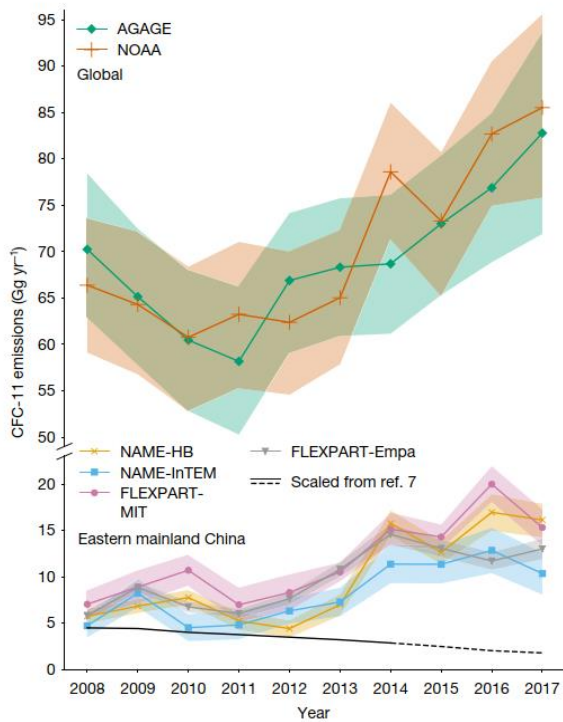 95
AGAGE
NOAA
90
Global
85
80
75
70
65
60
55
50
CFC-11 emissions (Gg yr⁻¹)
NAME-HB
FLEXPART-Empa
NAME-InTEM
Scaled from ref. 7
FLEXPART-
MIT
20
Eastern mainland China
15
10
5
0
2008 2009 2010 2011 2012 2013 2014 2015 2016 2017
Year